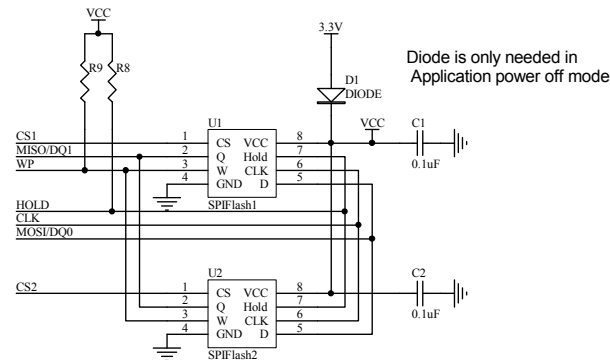 VCC
3.3V
R9
R8
Diode is only needed in
Application power off mode
D1
DIODE
U1
VCC
C1
CS1
1
CS VCC
8
MISO/DQ1
2
Q Hold
7
WP
3
W CLK
6
4
GND D
5
0.1uF
SPIFlash1
HOLD
CLK
MOSI/DQ0
U2
C2
CS2
1
CS VCC
8
2
Q Hold
7
3
W CLK
6
4
GND D
5
0.1uF
SPIFlash2